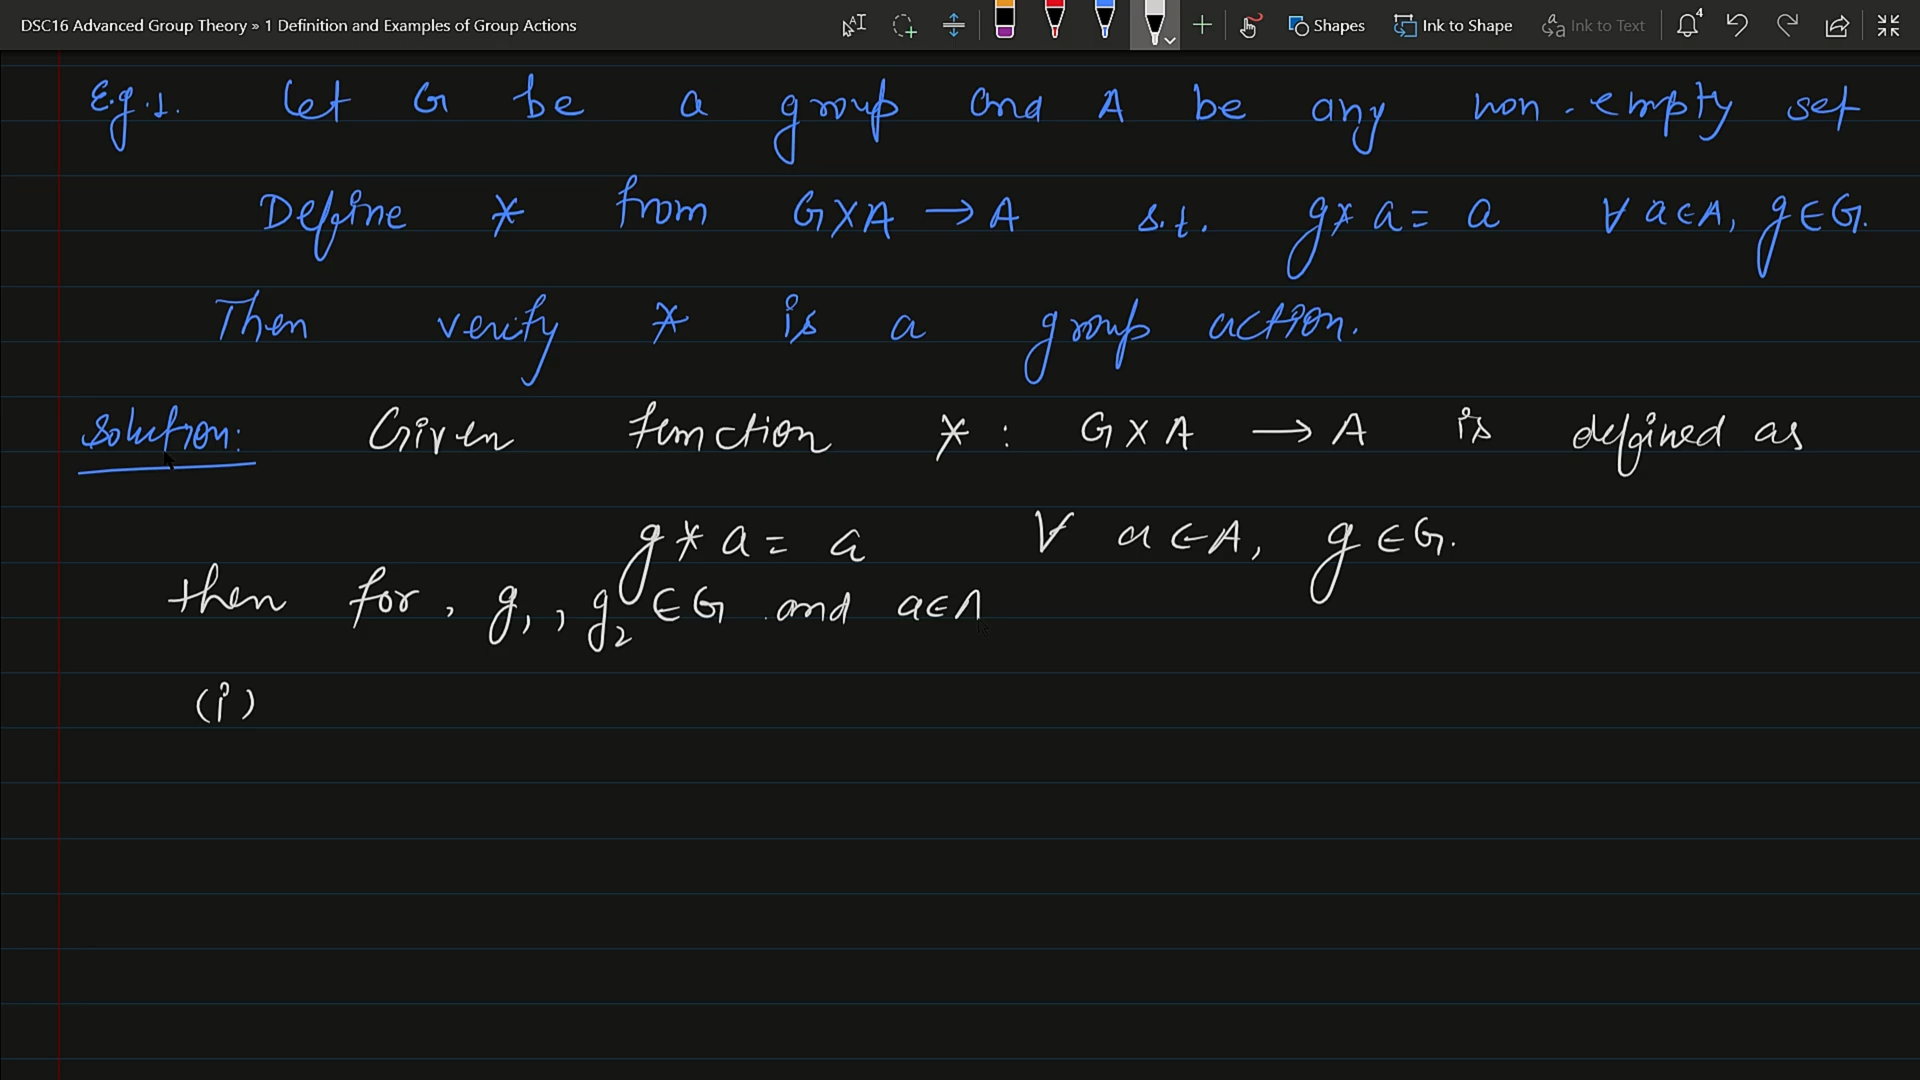 DSC16 Advanced Group Theory » 1 Definition and Examples of Group Actions
Shapes Ink to Shape Ink to Text 4
E.g.1. Let G be a group and A be any non-empty set
Define * from G×A → A s.t. g*a = a ∀ a∈A, g∈G.
Then verify * is a group action.
Solution: Given function * : G×A → A is defined as
g*a = a ∀ a∈A, g∈G.
then for, g₁, g₂ ∈G and a∈A
(i)